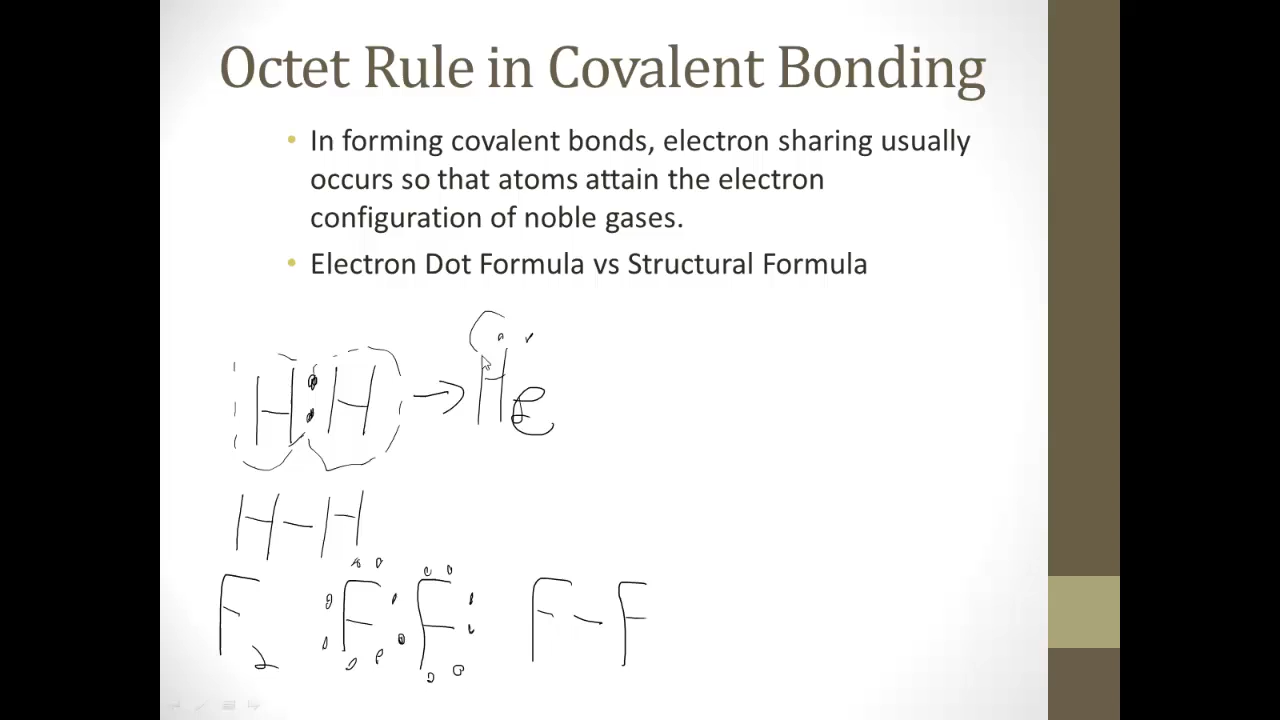 Octet Rule in Covalent Bonding
• In forming covalent bonds, electron sharing usually
occurs so that atoms attain the electron
configuration of noble gases.
• Electron Dot Formula vs Structural Formula
H:H → He
H-H
F2 F:F F-F